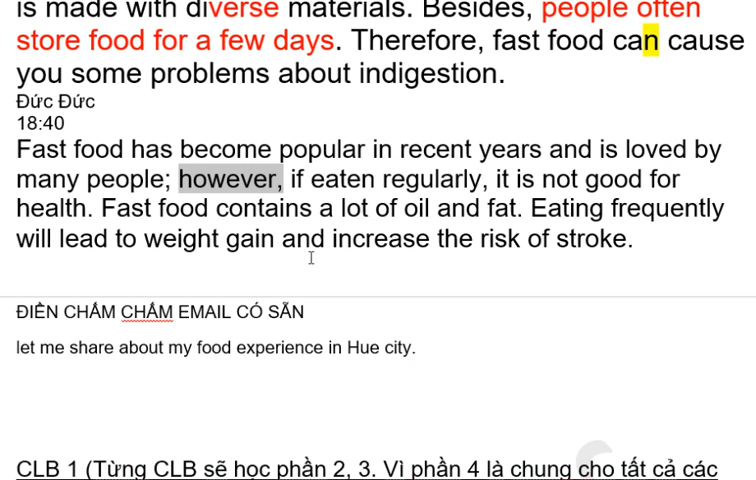 is made with diverse materials. Besides, people often
store food for a few days. Therefore, fast food can cause
you some problems about indigestion.
Đức Đức
18:40
Fast food has become popular in recent years and is loved by
many people; however, if eaten regularly, it is not good for
health. Fast food contains a lot of oil and fat. Eating frequently
will lead to weight gain and increase the risk of stroke.
ĐIỀN CHẤM CHẤM EMAIL CÓ SẴN
let me share about my food experience in Hue city.
CLB 1 (Từng CLB sẽ học phần 2, 3. Vì phần 4 là chung cho tất cả các